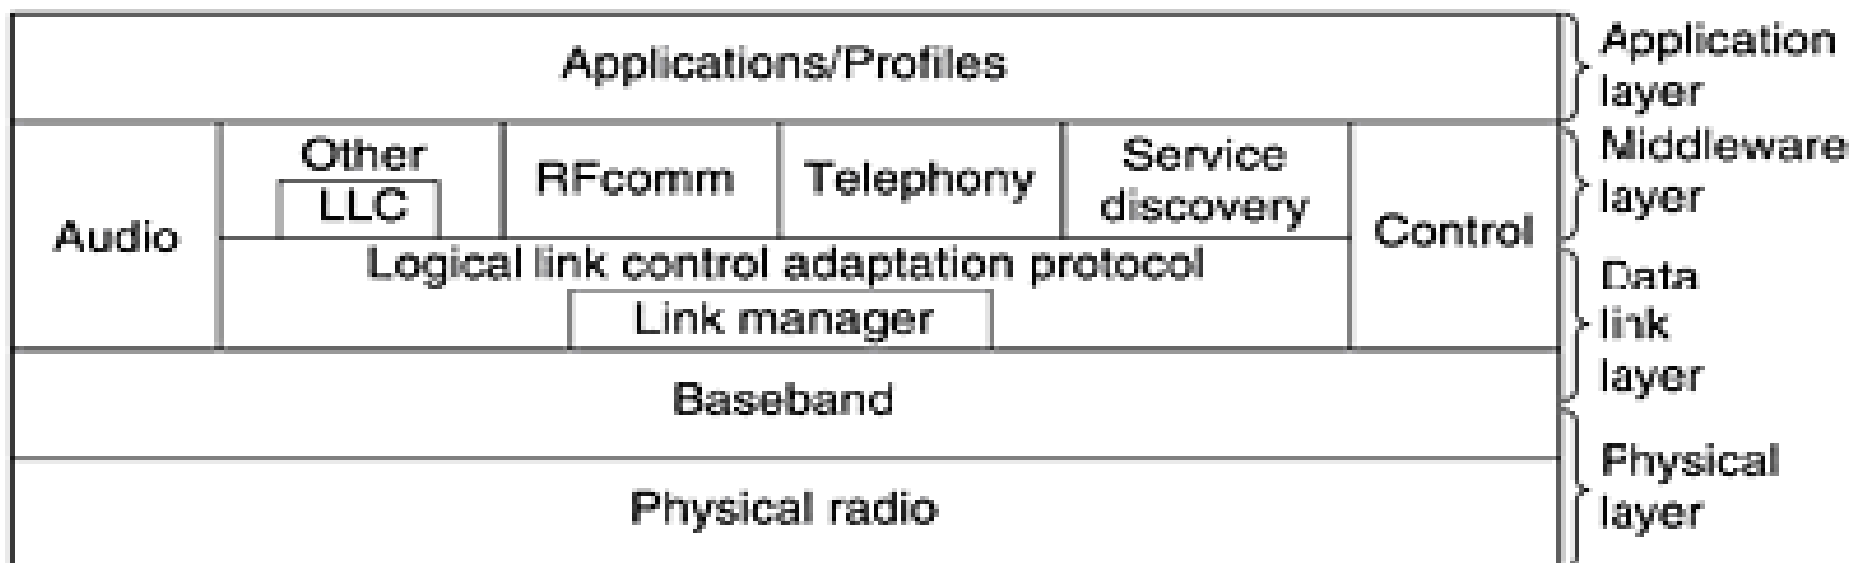 Applications/Profiles
Application
layer
Audio
Other
LLC
RFcomm
Telephony
Service
discovery
Control
Middleware
layer
Logical link control adaptation protocol
Link manager
Data
link
layer
Baseband
Physical radio
Physical
layer